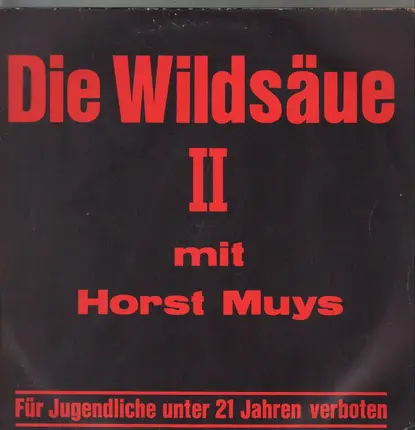 Die Wildsäue
II
mit
Horst Muys
Für Jugendliche unter 21 Jahren verboten